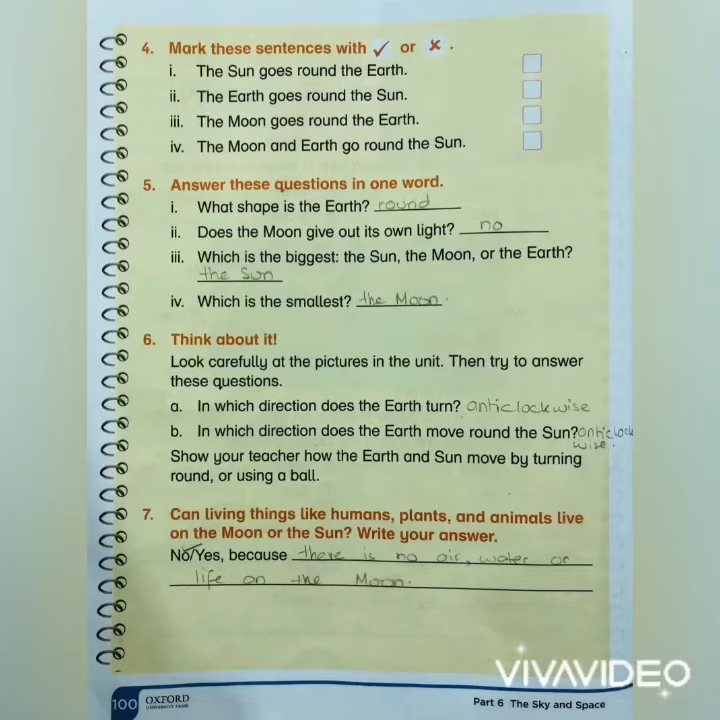 4. Mark these sentences with ✓ or ✗ .
i. The Sun goes round the Earth.
ii. The Earth goes round the Sun.
iii. The Moon goes round the Earth.
iv. The Moon and Earth go round the Sun.
5. Answer these questions in one word.
i. What shape is the Earth? round
ii. Does the Moon give out its own light? no
iii. Which is the biggest: the Sun, the Moon, or the Earth?
the Sun
iv. Which is the smallest? the Moon.
6. Think about it!
Look carefully at the pictures in the unit. Then try to answer
these questions.
a. In which direction does the Earth turn? anticlockwise
b. In which direction does the Earth move round the Sun? anticlock
wise.
Show your teacher how the Earth and Sun move by turning
round, or using a ball.
7. Can living things like humans, plants, and animals live
on the Moon or the Sun? Write your answer.
No/Yes, because there is no air, water or
life on the Moon.
VIVAVIDEO
100 OXFORD
UNIVERSITY PRESS
Part 6 The Sky and Space